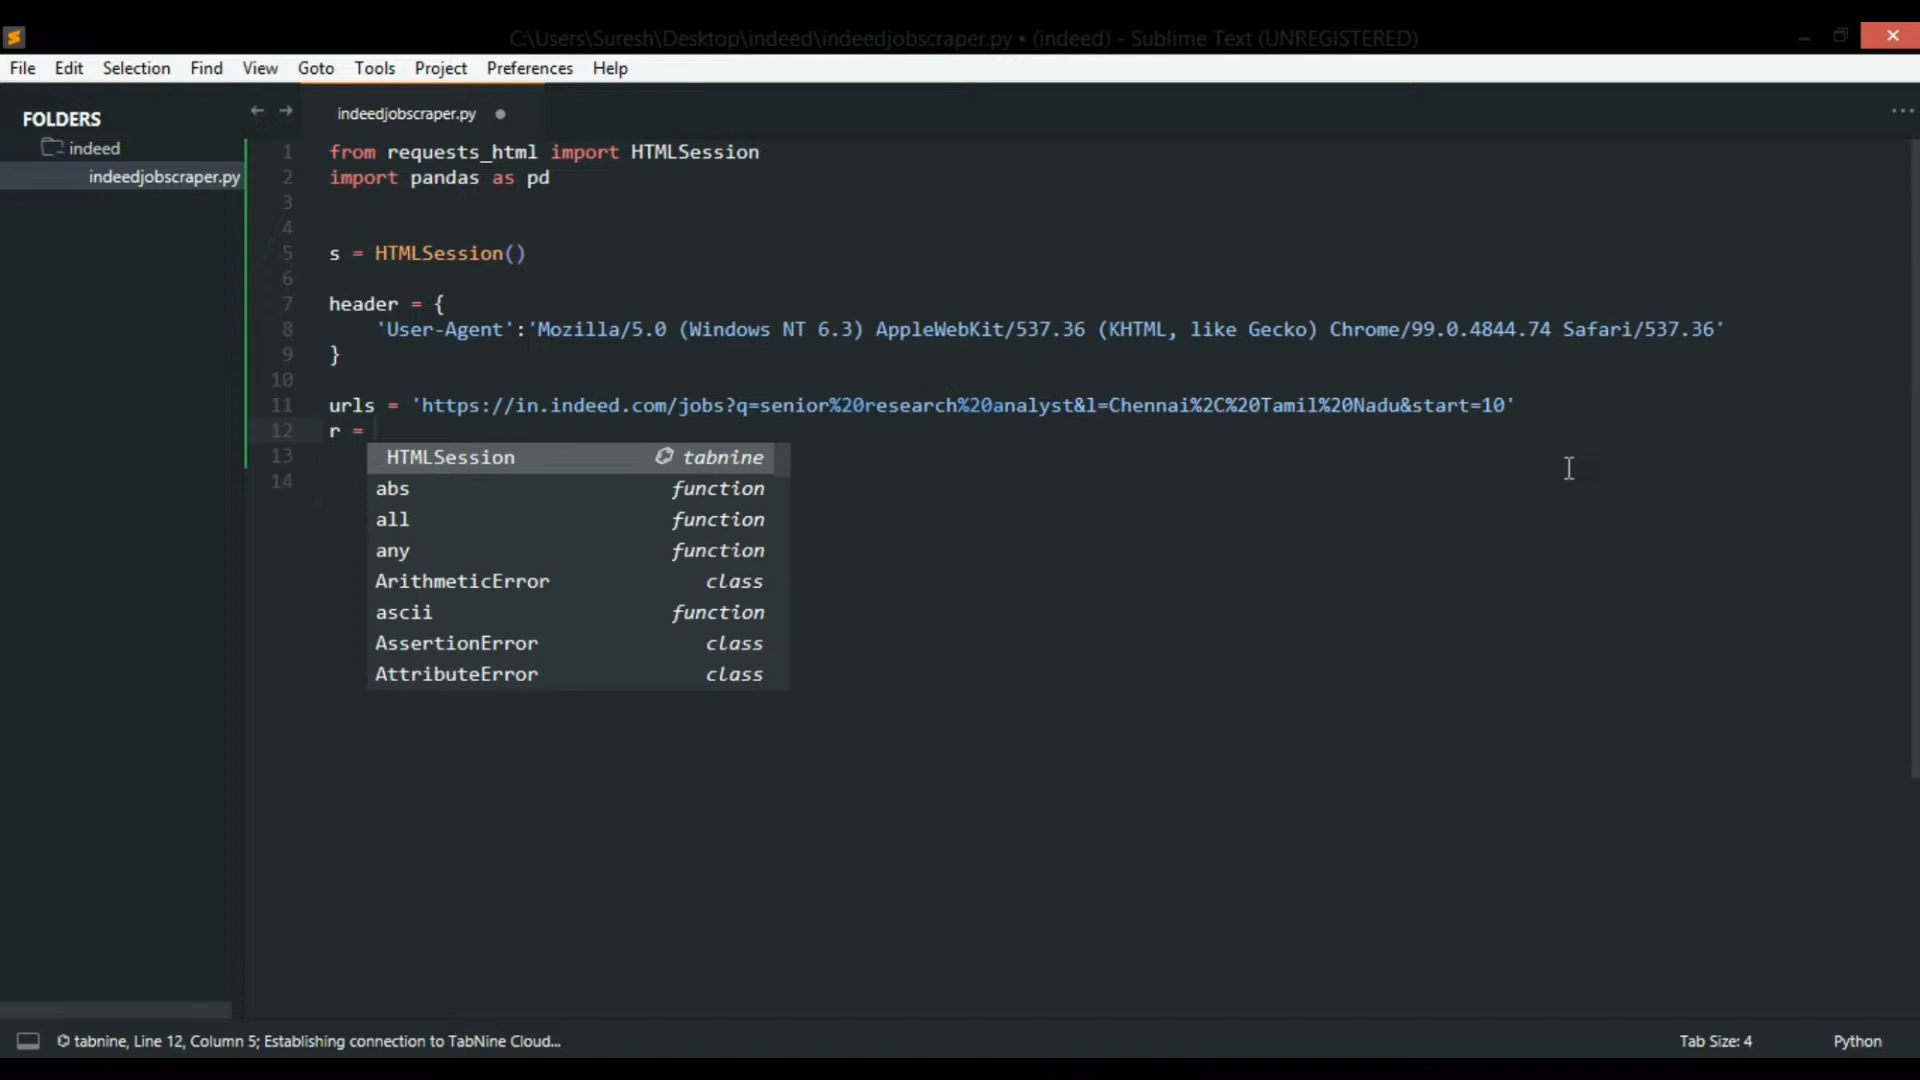 C:\Users\Suresh\Desktop\indeed\indeedjobscraper.py • (indeed) - Sublime Text (UNREGISTERED)
File Edit Selection Find View Goto Tools Project Preferences Help
FOLDERS
indeed
indeedjobscraper.py
indeedjobscraper.py
1 from requests_html import HTMLSession
2 import pandas as pd
3
4
5 s = HTMLSession()
6
7 header = {
8 'User-Agent':'Mozilla/5.0 (Windows NT 6.3) AppleWebKit/537.36 (KHTML, like Gecko) Chrome/99.0.4844.74 Safari/537.36'
9 }
10
11 urls = 'https://in.indeed.com/jobs?q=senior%20research%20analyst&l=Chennai%2C%20Tamil%20Nadu&start=10'
12 r =
13
14
HTMLSession tabnine
abs function
all function
any function
ArithmeticError class
ascii function
AssertionError class
AttributeError class
tabnine, Line 12, Column 5; Establishing connection to TabNine Cloud... Tab Size: 4 Python